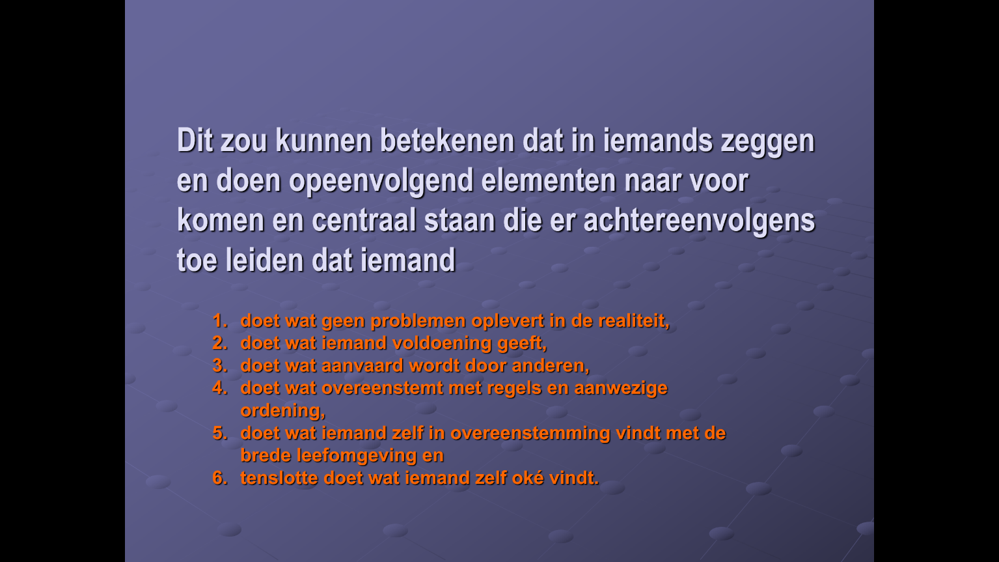 Dit zou kunnen betekenen dat in iemands zeggen
en doen opeenvolgend elementen naar voor
komen en centraal staan die er achtereenvolgens
toe leiden dat iemand
1. doet wat geen problemen oplevert in de realiteit,
2. doet wat iemand voldoening geeft,
3. doet wat aanvaard wordt door anderen,
4. doet wat overeenstemt met regels en aanwezige
ordening,
5. doet wat iemand zelf in overeenstemming vindt met de
brede leefomgeving en
6. tenslotte doet wat iemand zelf oké vindt.